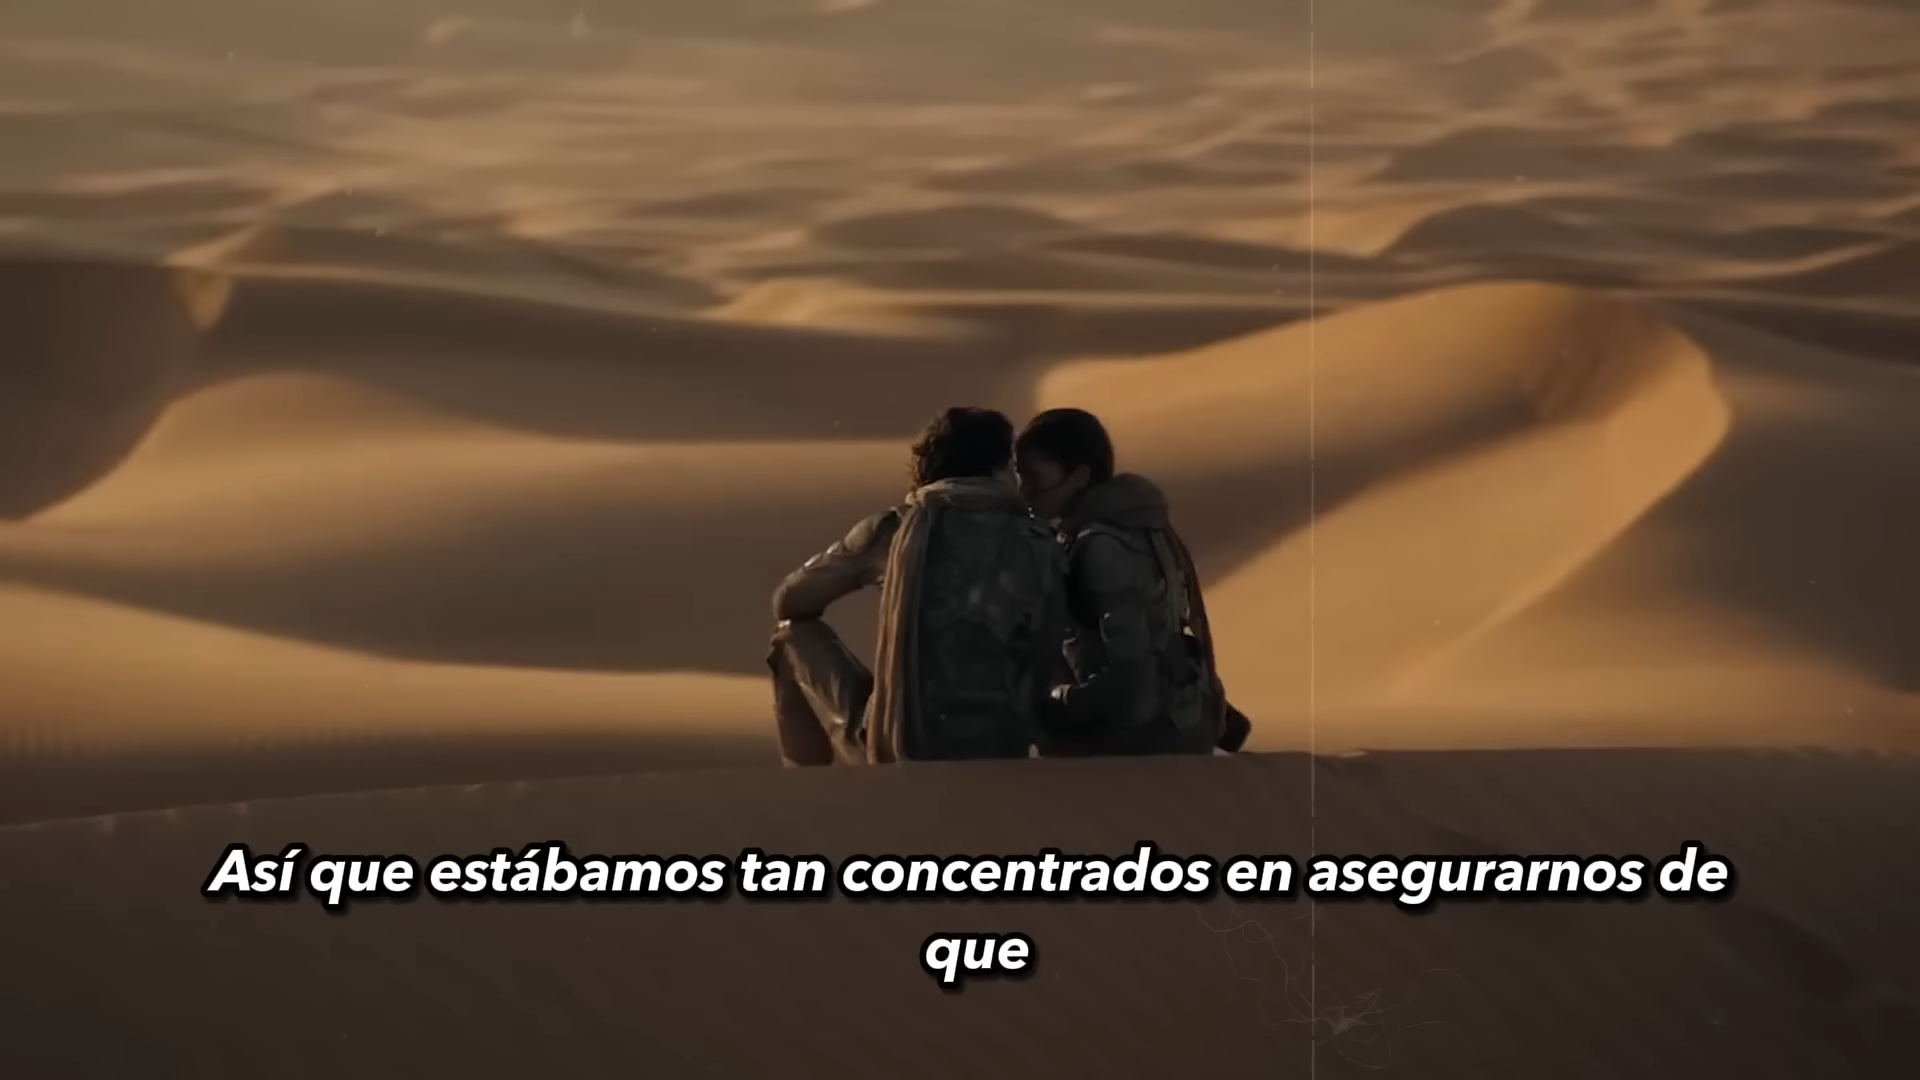 Así que estábamos tan concentrados en asegurarnos de
que